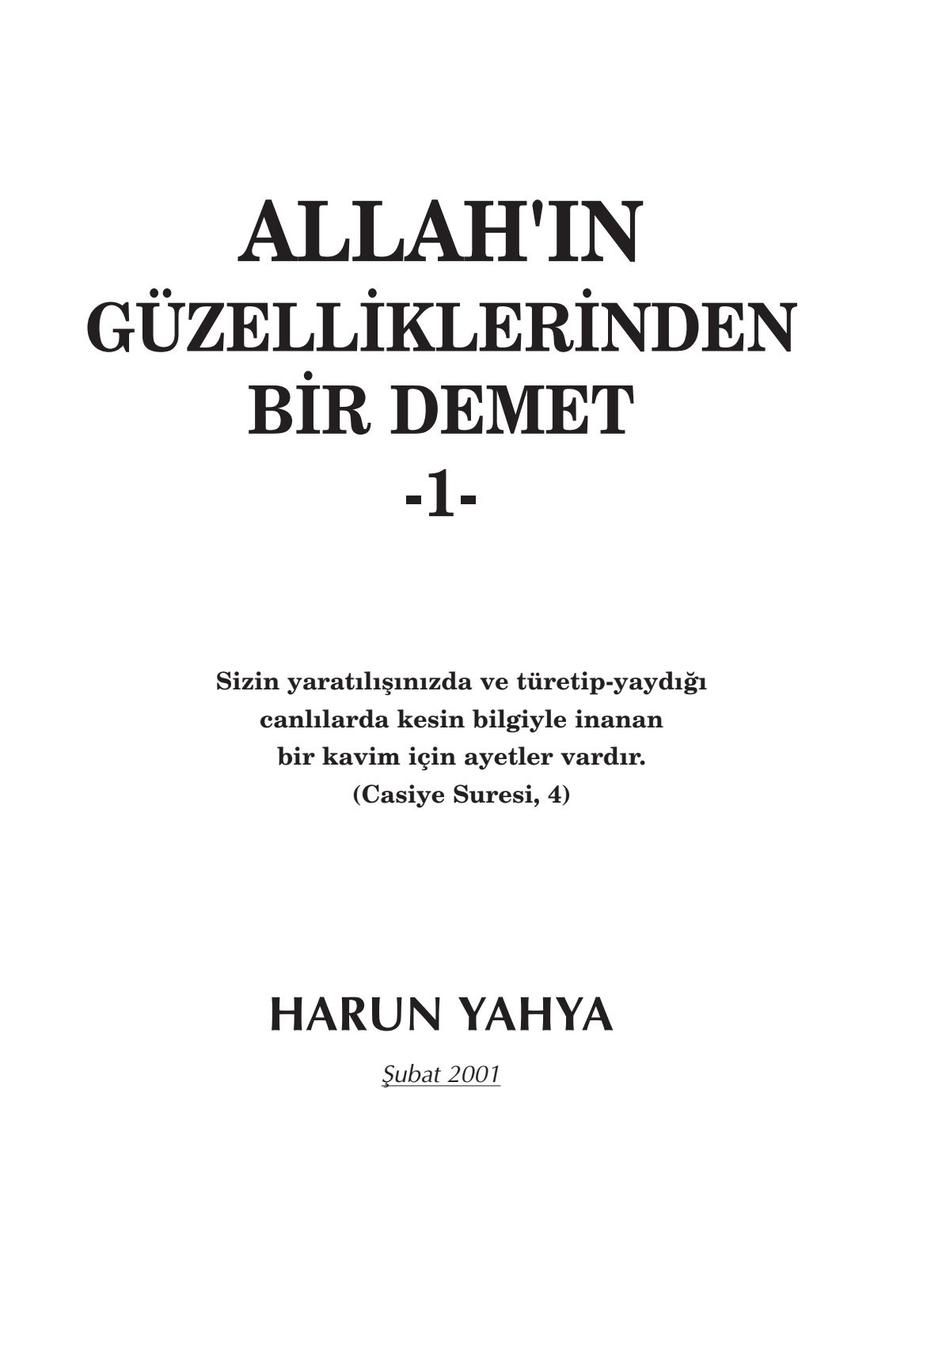 ALLAH'IN
GÜZELLİKLERİNDEN
BİR DEMET
-1-
Sizin yaratılışınızda ve türetip-yaydığı
canlılarda kesin bilgiyle inanan
bir kavim için ayetler vardır.
(Casiye Suresi, 4)
HARUN YAHYA
Şubat 2001